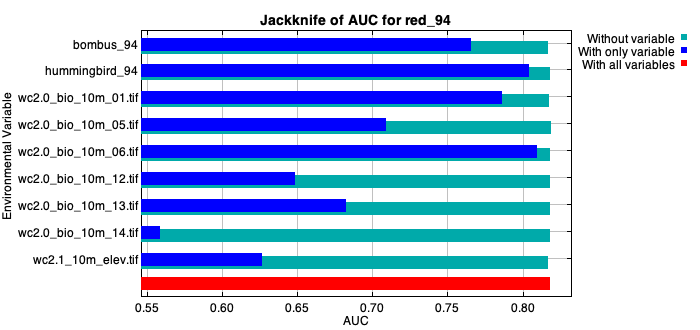 Jackknife of AUC for red_94
Without variable
With only variable
With all variables
Environmental Variable
bombus_94
hummingbird_94
wc2.0_bio_10m_01.tif
wc2.0_bio_10m_05.tif
wc2.0_bio_10m_06.tif
wc2.0_bio_10m_12.tif
wc2.0_bio_10m_13.tif
wc2.0_bio_10m_14.tif
wc2.1_10m_elev.tif
0.55 0.60 0.65 0.70 0.75 0.80
AUC